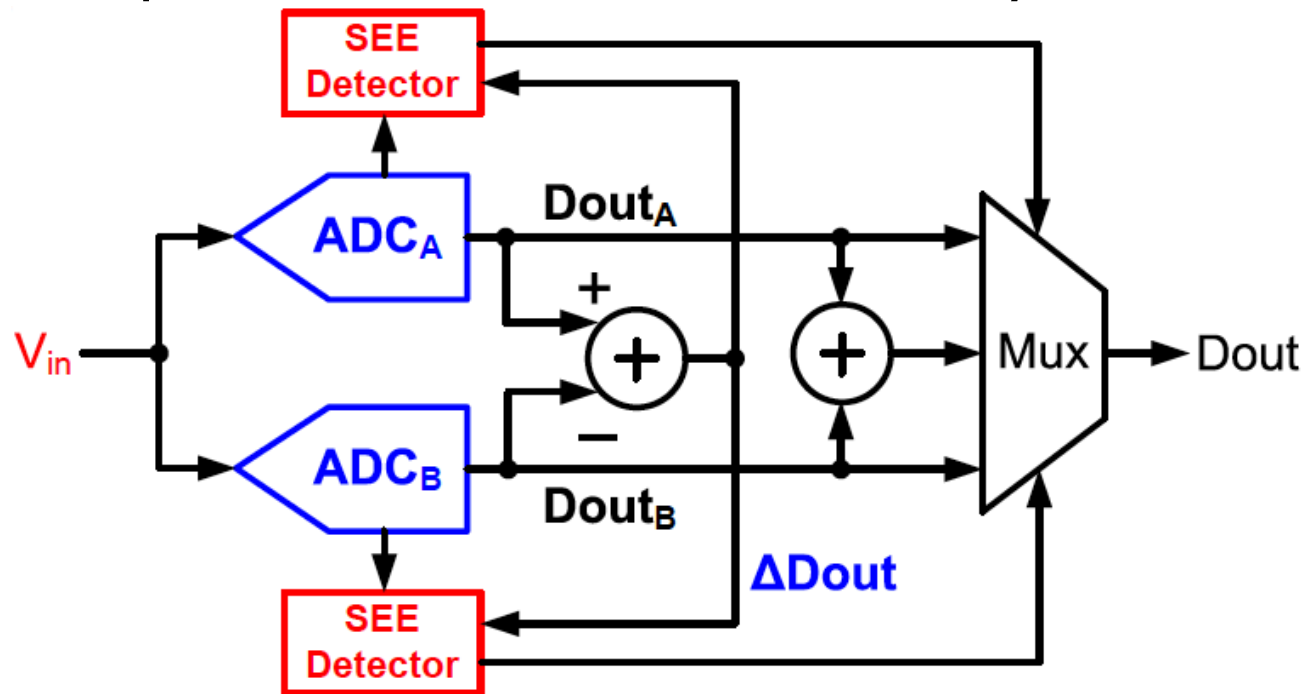 SEE
Detector
Dout_A
ADC_A
+
+
+
V_in
Mux
Dout
−
ADC_B
Dout_B
ΔDout
SEE
Detector